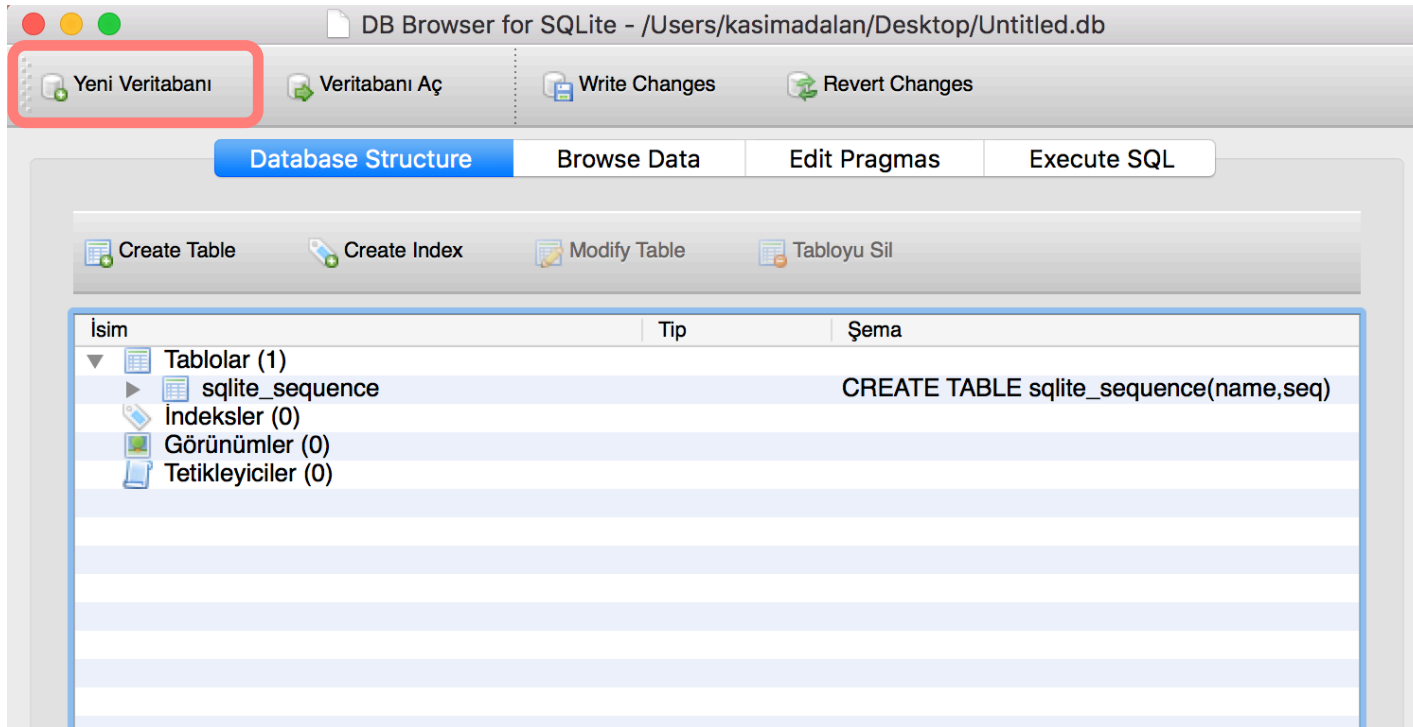 DB Browser for SQLite - /Users/kasimadalan/Desktop/Untitled.db
Yeni Veritabanı Veritabanı Aç Write Changes Revert Changes
Database Structure Browse Data Edit Pragmas Execute SQL
Create Table Create Index Modify Table Tabloyu Sil
İsim Tip Şema
Tablolar (1)
sqlite_sequence CREATE TABLE sqlite_sequence(name,seq)
İndeksler (0)
Görünümler (0)
Tetikleyiciler (0)